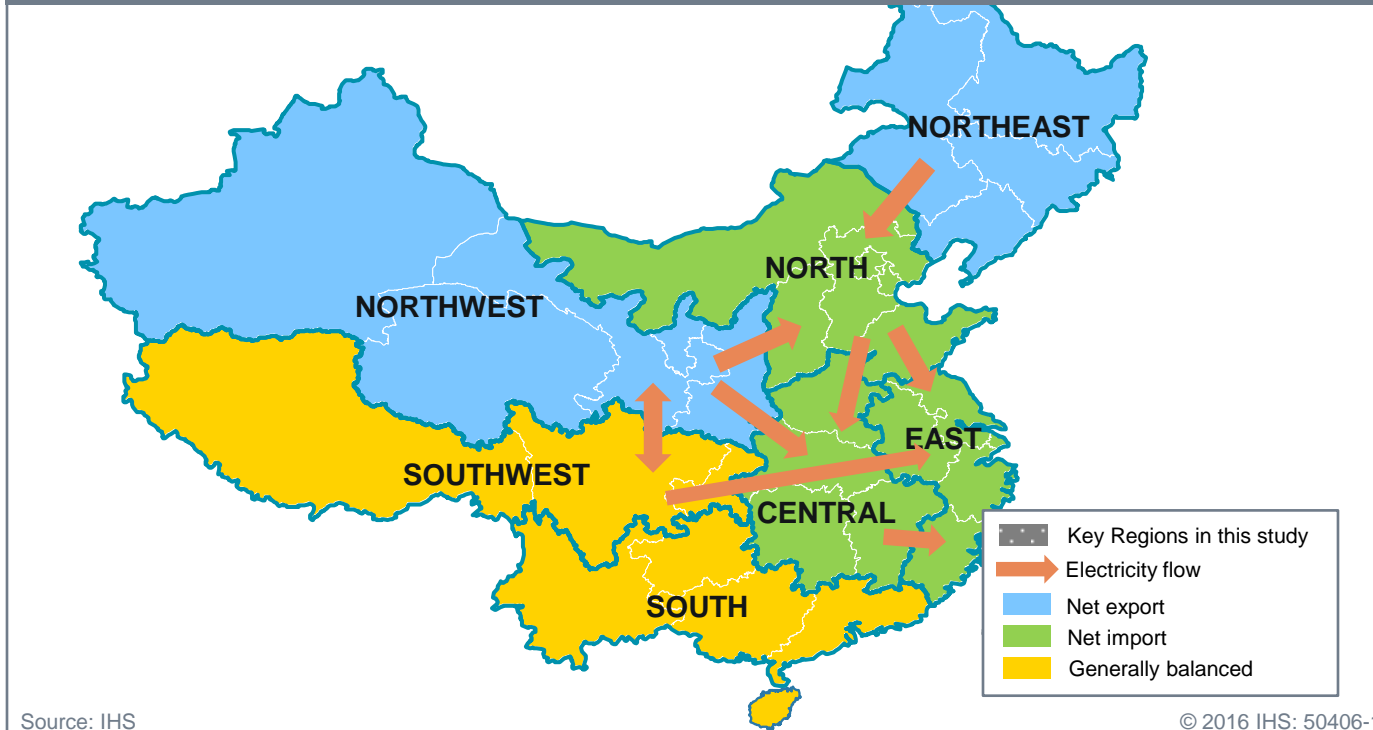 NORTHEAST
NORTH
NORTHWEST
EAST
SOUTHWEST
CENTRAL
SOUTH
Key Regions in this study
Electricity flow
Net export
Net import
Generally balanced
Source: IHS
© 2016 IHS: 50406-1